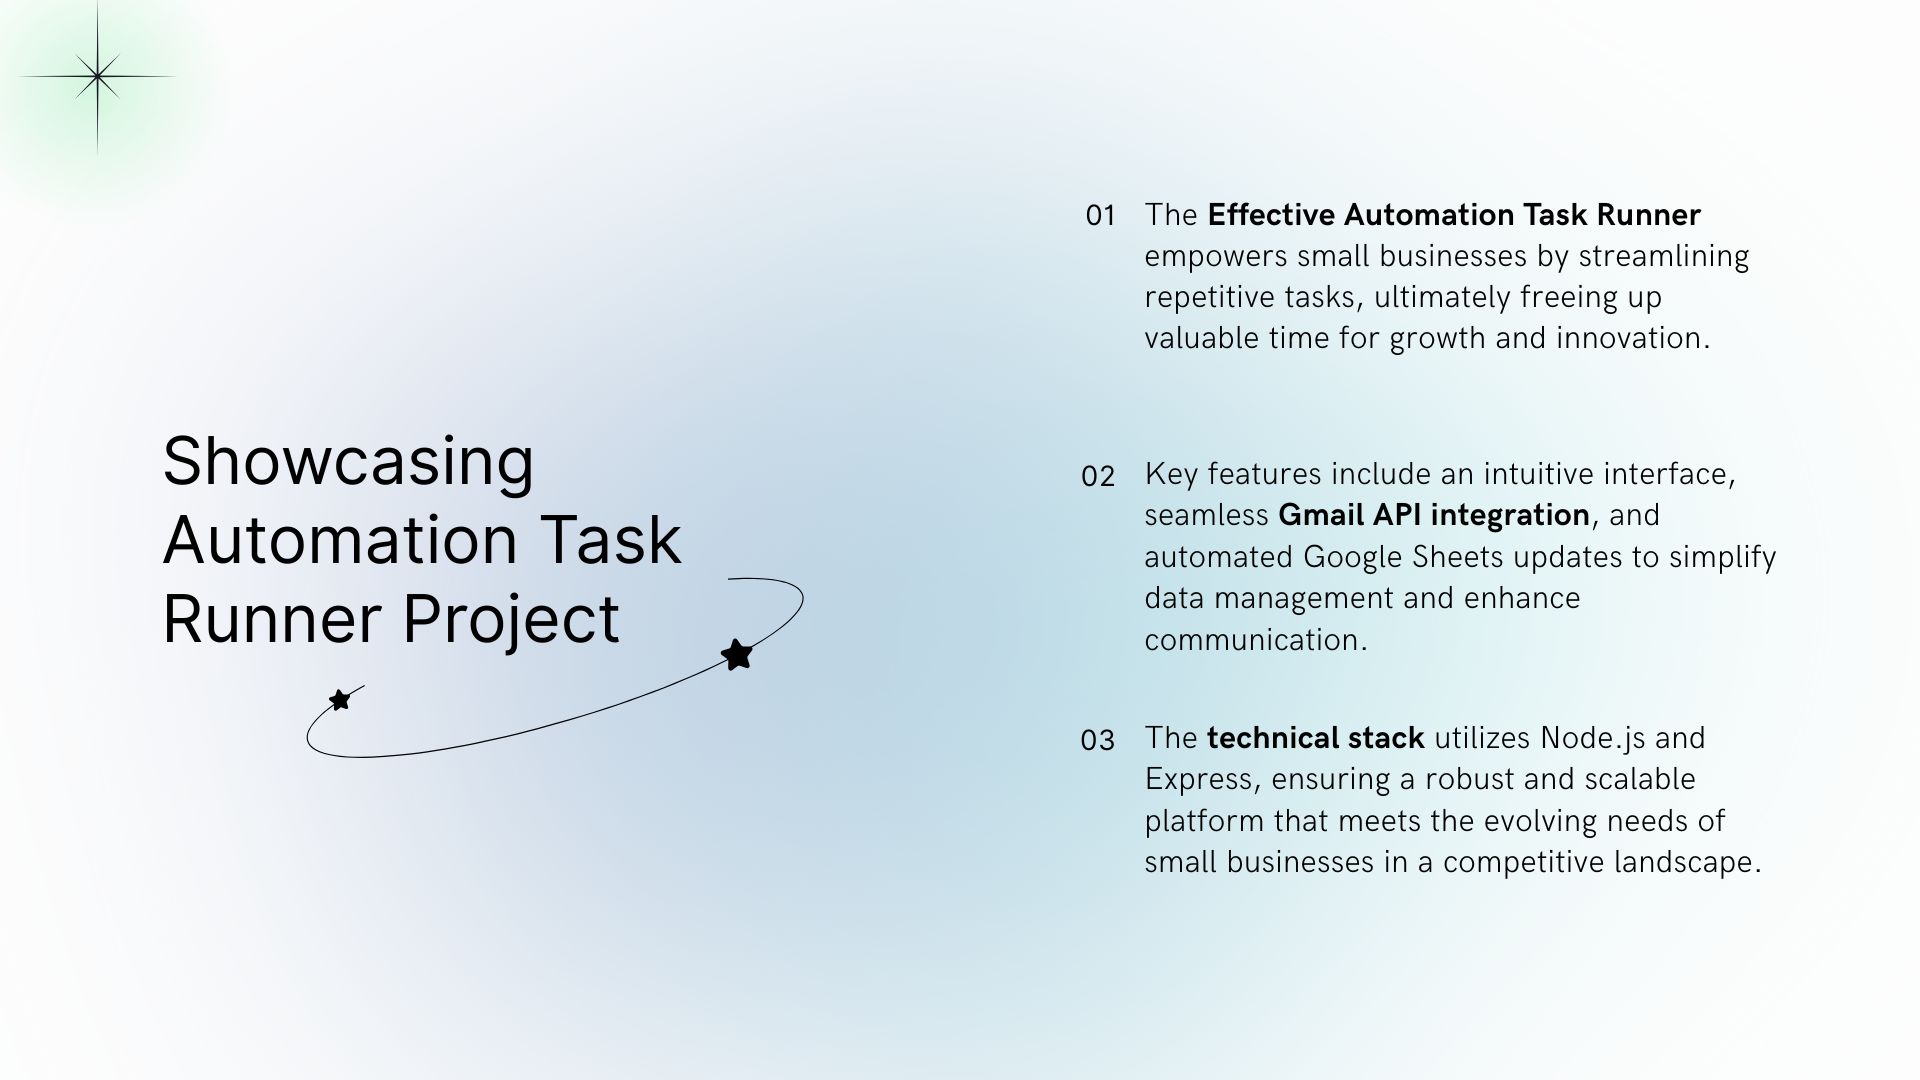 Showcasing
Automation Task
Runner Project
01 The Effective Automation Task Runner
empowers small businesses by streamlining
repetitive tasks, ultimately freeing up
valuable time for growth and innovation.
02 Key features include an intuitive interface,
seamless Gmail API integration, and
automated Google Sheets updates to simplify
data management and enhance
communication.
03 The technical stack utilizes Node.js and
Express, ensuring a robust and scalable
platform that meets the evolving needs of
small businesses in a competitive landscape.